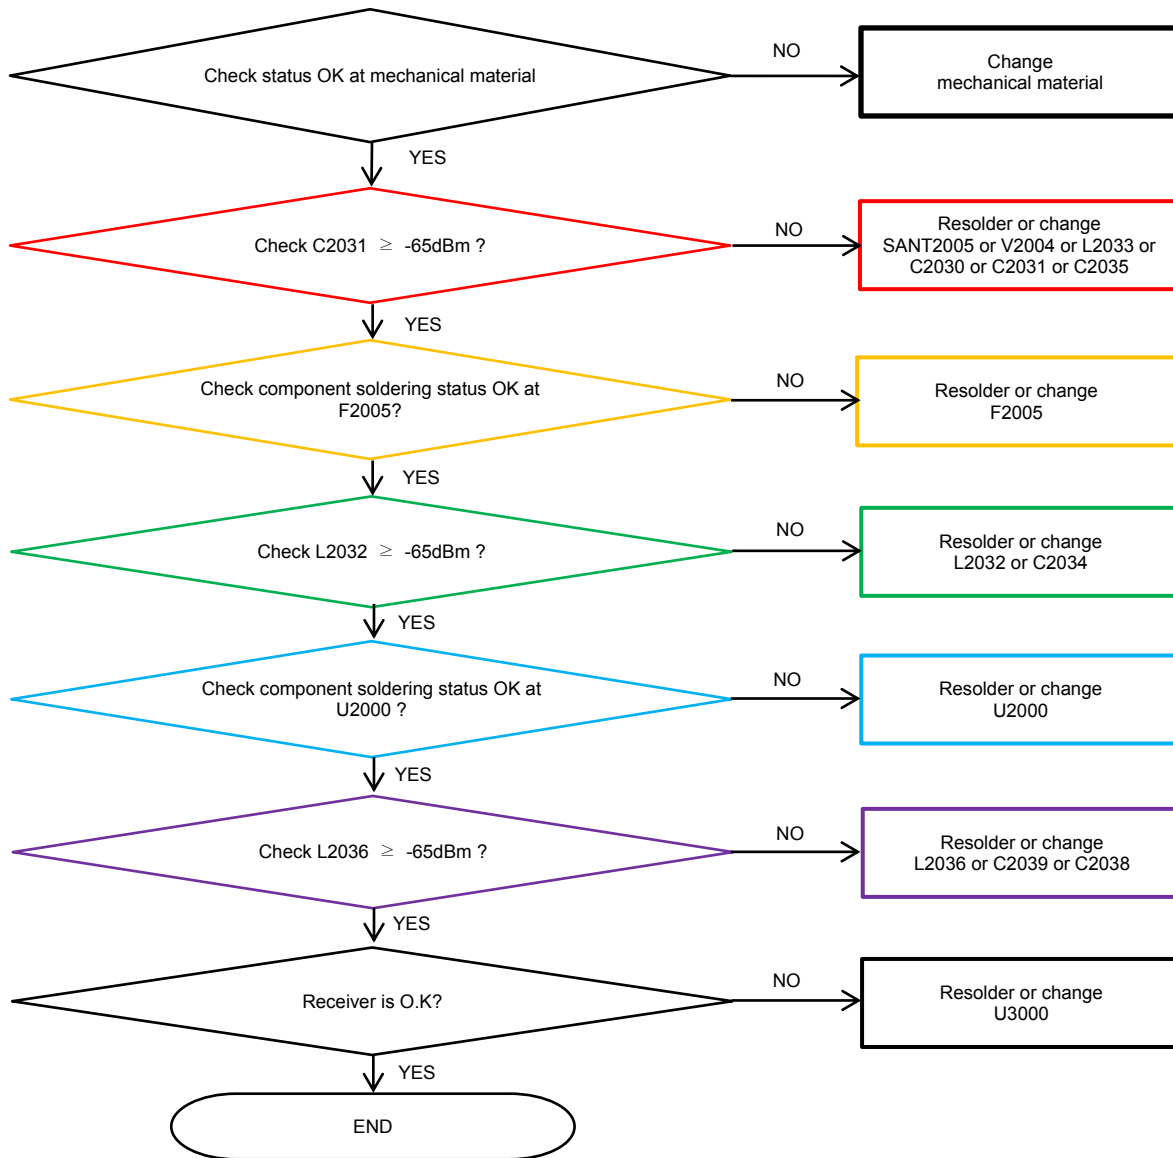 Check status OK at mechanical material
NO
Change
mechanical material
YES
Check C2031 ≥ -65dBm ?
NO
Resolder or change
SANT2005 or V2004 or L2033 or
C2030 or C2031 or C2035
YES
Check component soldering status OK at
F2005?
NO
Resolder or change
F2005
YES
Check L2032 ≥ -65dBm ?
NO
Resolder or change
L2032 or C2034
YES
Check component soldering status OK at
U2000 ?
NO
Resolder or change
U2000
YES
Check L2036 ≥ -65dBm ?
NO
Resolder or change
L2036 or C2039 or C2038
YES
Receiver is O.K?
NO
Resolder or change
U3000
YES
END